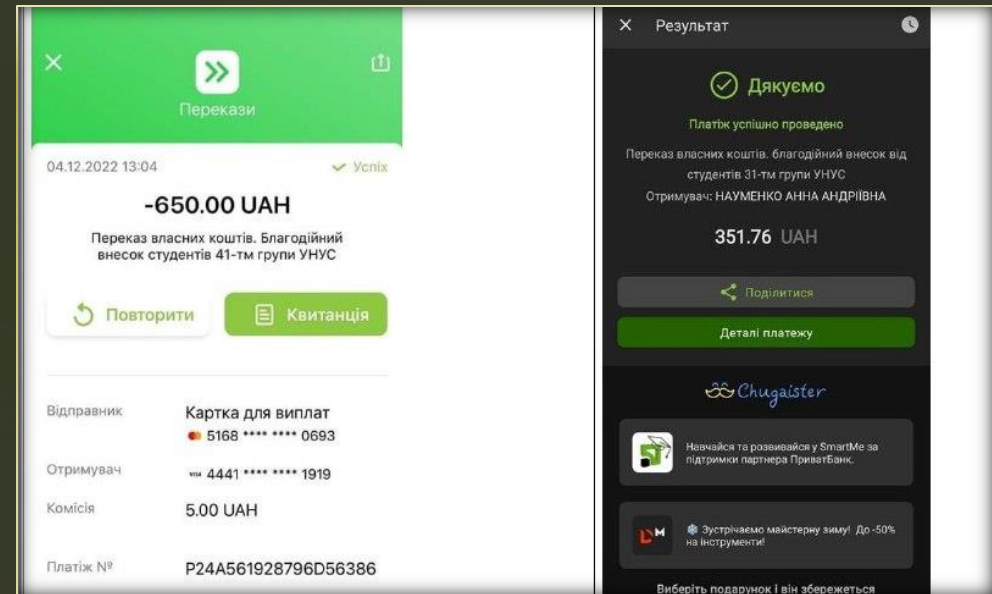 Перекази
04.12.2022 13:04
Успіх
-650.00 UAH
Переказ власних коштів. Благодійний
внесок студентів 41-тм групи УНУС
Повторити
Квитанція
Відправник
Картка для виплат
5168 **** **** 0693
Отримувач
VISA 4441 **** **** 1919
Комісія
5.00 UAH
Платіж №
P24A561928796D56386
Результат
Дякуємо
Платіж успішно проведено
Переказ власних коштів. благодійний внесок від
студентів 31-тм групи УНУС
Отримувач: НАУМЕНКО АННА АНДРІЇВНА
351.76 UAH
Поділитися
Деталі платежу
Chugaister
Навчайся та розвивайся у SmartMe за
підтримки партнера ПриватБанк.
Зустрічаємо майстерну зиму! До -50%
на інструменти!
Виберіть подарунок і він збережеться